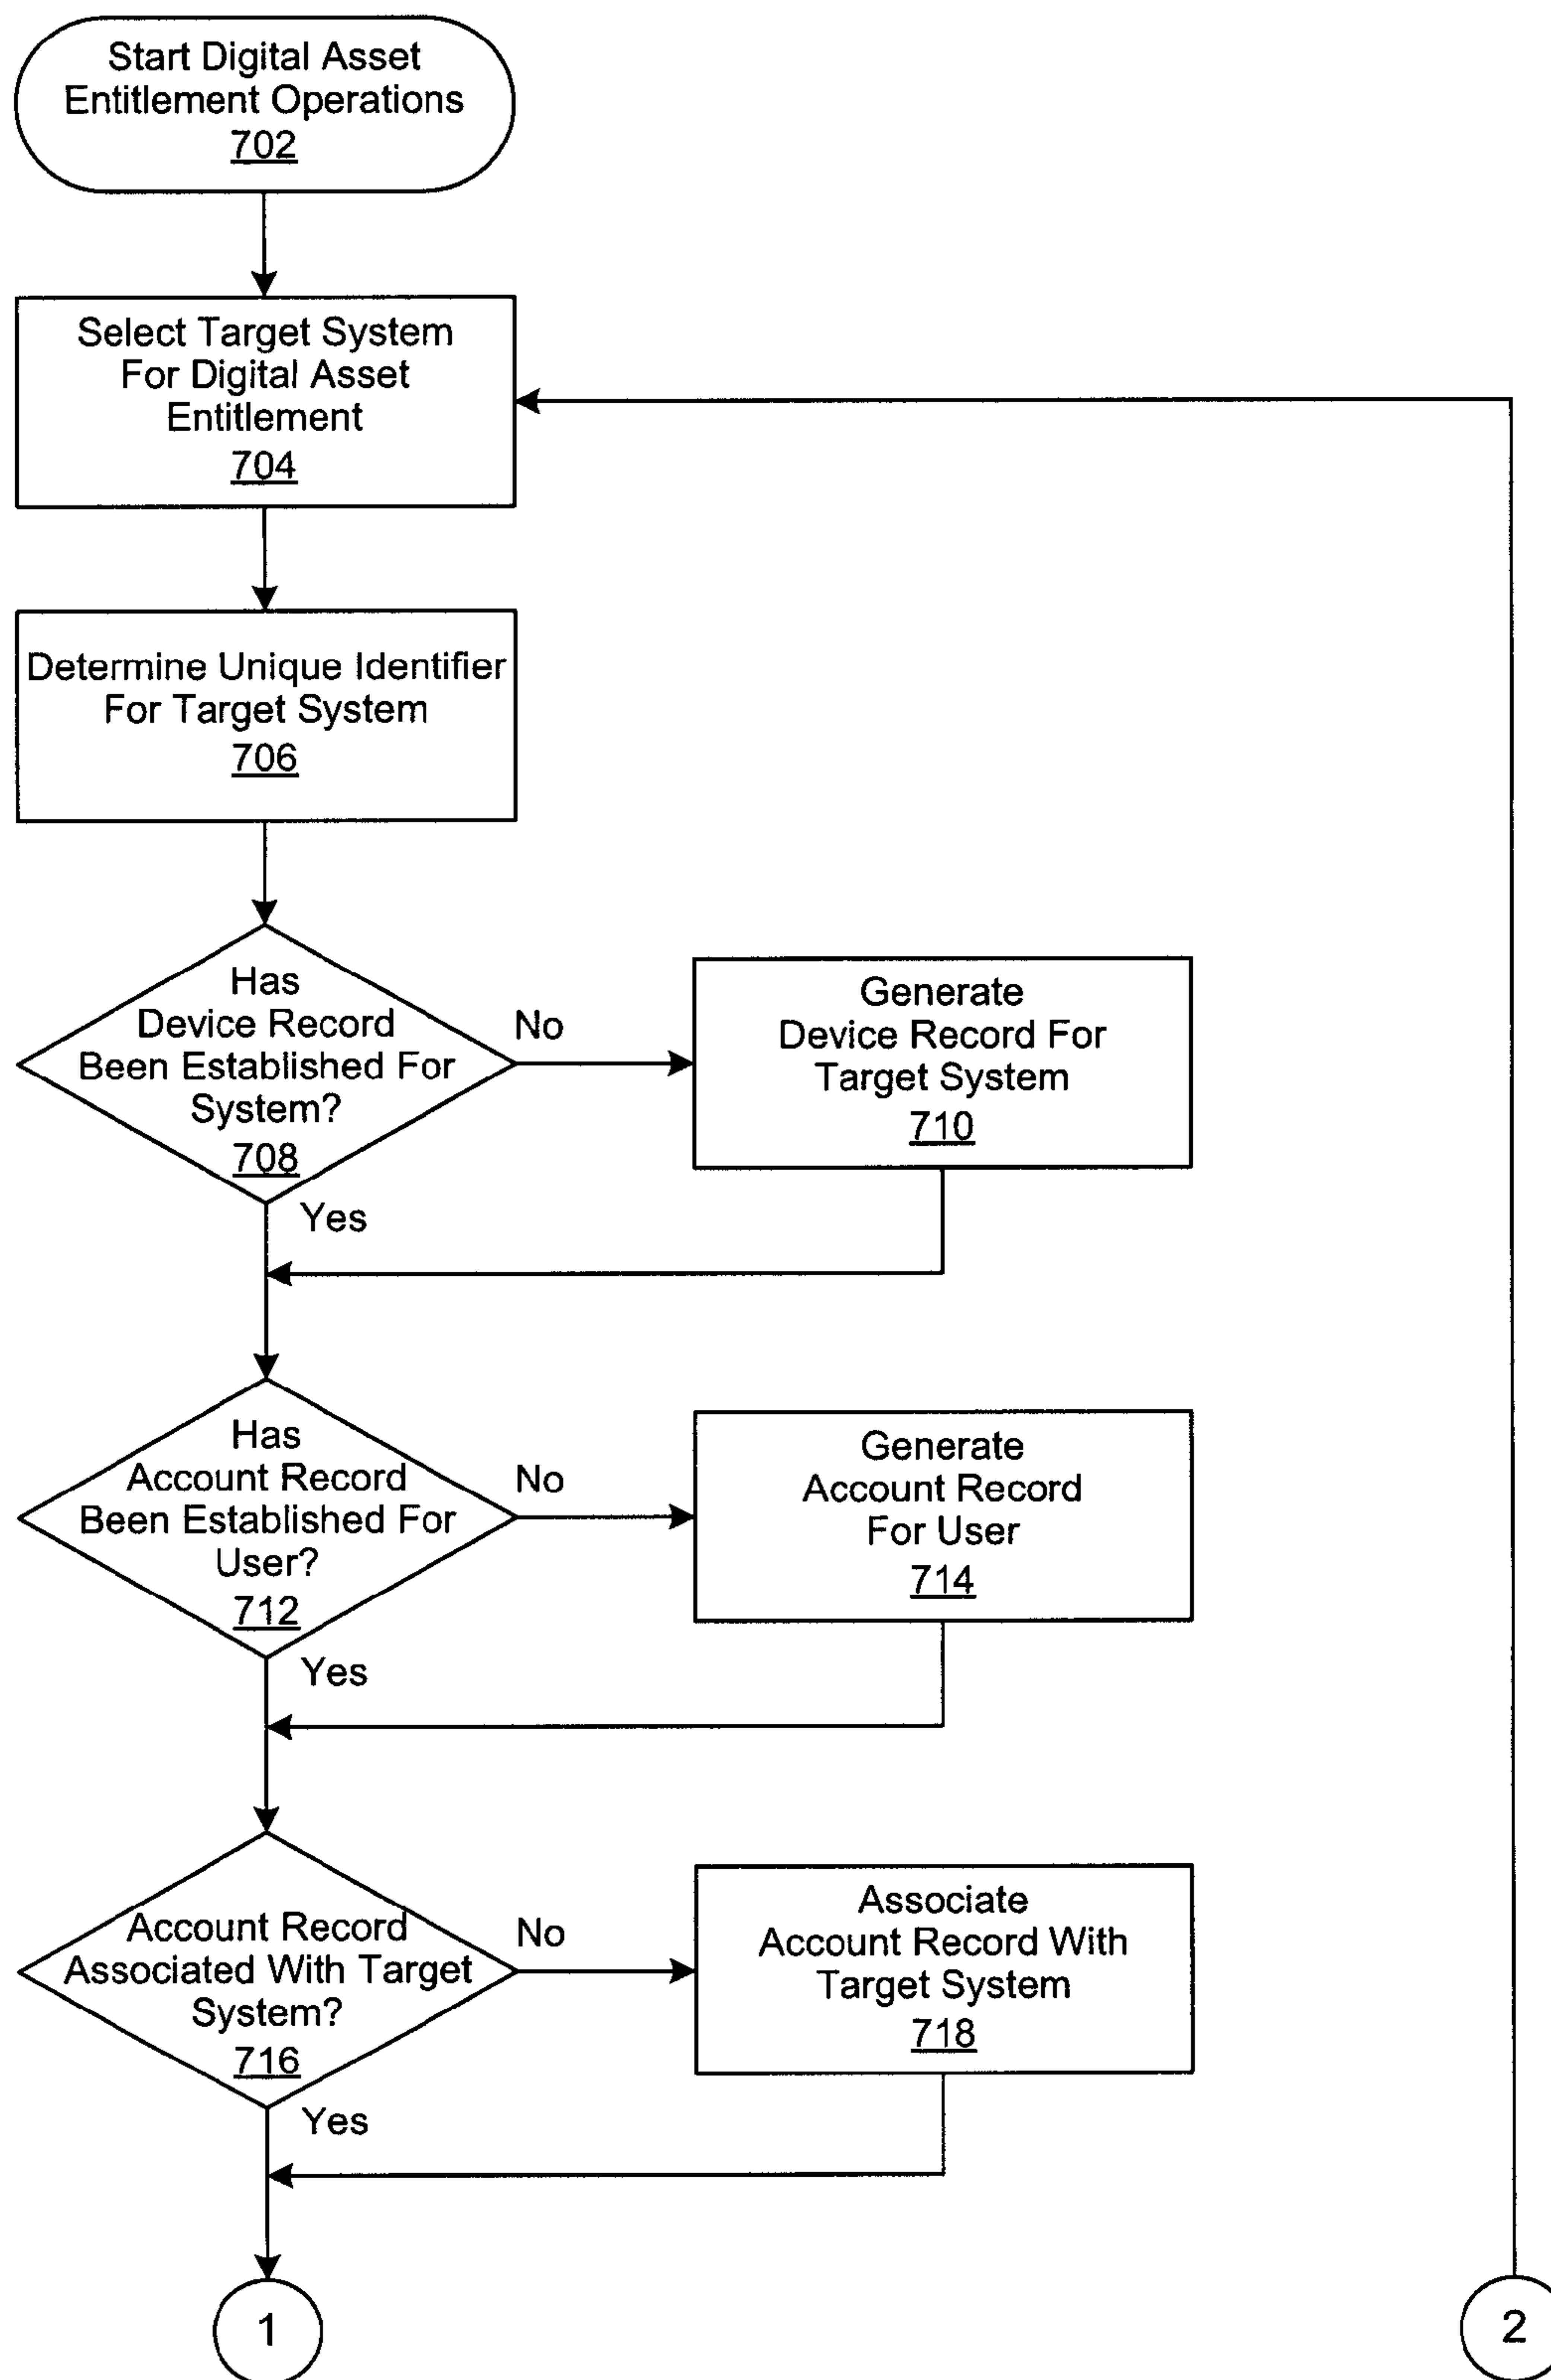 Start Digital Asset
Entitlement Operations
702
Select Target System
For Digital Asset
Entitlement
704
Determine Unique Identifier
For Target System
706
Has
Device Record
Been Established For
System?
708
No
Yes
Generate
Device Record For
Target System
710
Has
Account Record
Been Established For
User?
712
No
Yes
Generate
Account Record
For User
714
Account Record
Associated With Target
System?
716
No
Yes
Associate
Account Record With
Target System
718
1
2